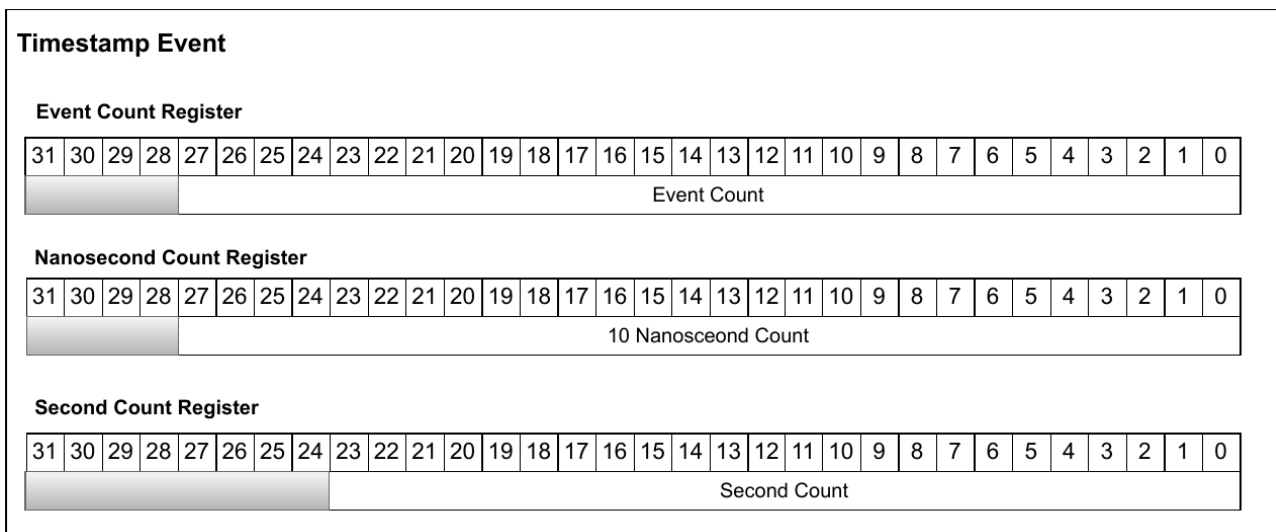 Timestamp Event
Event Count Register
31 30 29 28 27 26 25 24 23 22 21 20 19 18 17 16 15 14 13 12 11 10 9 8 7 6 5 4 3 2 1 0
Event Count
Nanosecond Count Register
31 30 29 28 27 26 25 24 23 22 21 20 19 18 17 16 15 14 13 12 11 10 9 8 7 6 5 4 3 2 1 0
10 Nanosceond Count
Second Count Register
31 30 29 28 27 26 25 24 23 22 21 20 19 18 17 16 15 14 13 12 11 10 9 8 7 6 5 4 3 2 1 0
Second Count